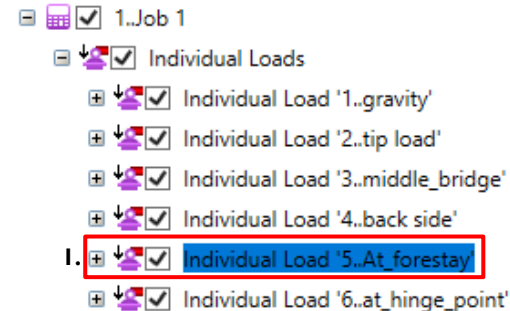 1..Job 1
Individual Loads
Individual Load '1..gravity'
Individual Load '2..tip load'
Individual Load '3..middle_bridge'
Individual Load '4..back side'
I. Individual Load '5..At_forestay'
Individual Load '6..at_hinge_point'